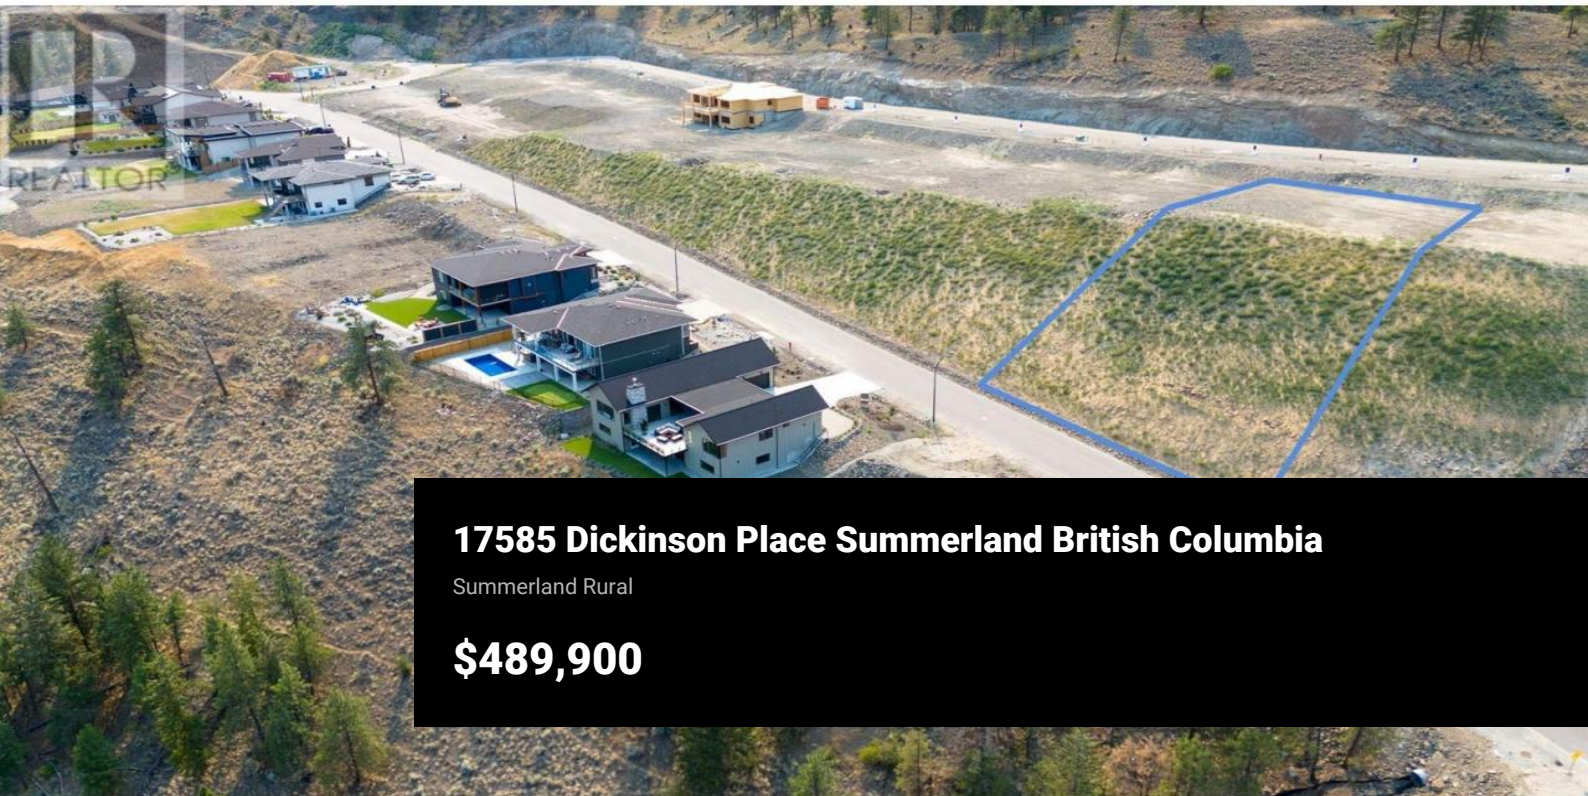 R
REALTOR
17585 Dickinson Place Summerland British Columbia
Summerland Rural
$489,900